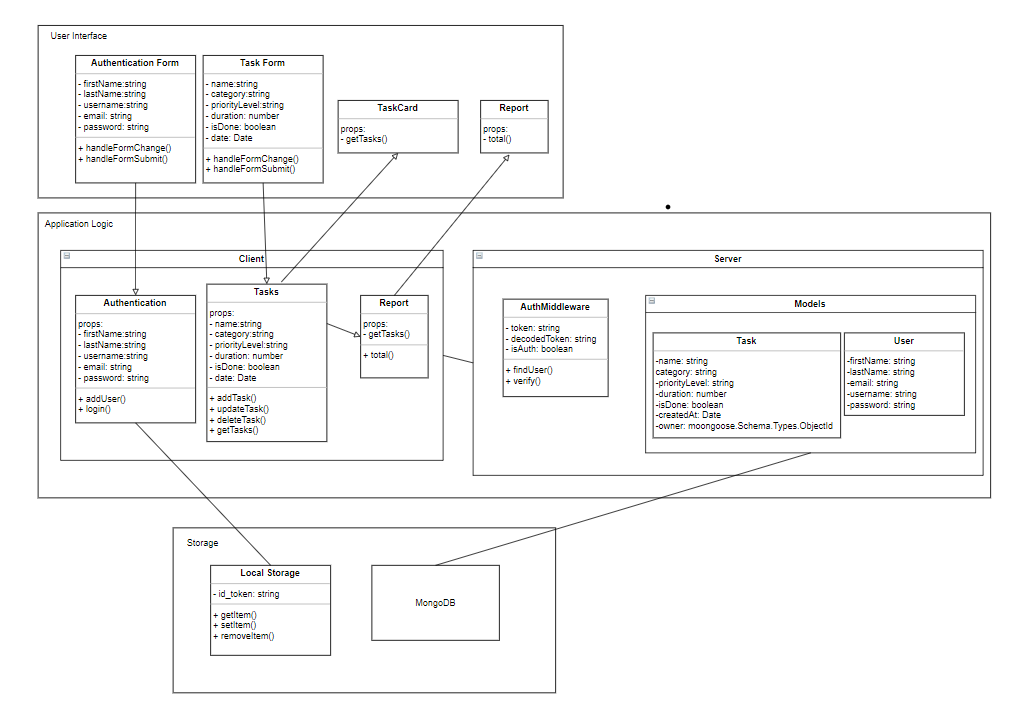 User Interface
Authentication Form
- firstName:string
- lastName:string
- username:string
- email: string
- password: string
+ handleFormChange()
+ handleFormSubmit()
Task Form
- name:string
- category:string
- priorityLevel:string
- duration: number
- isDone: boolean
- date: Date
+ handleFormChange()
+ handleFormSubmit()
TaskCard
props:
- getTasks()
Report
props:
- total()
Application Logic
Client
Authentication
props:
- firstName:string
- lastName:string
- username:string
- email: string
- password: string
+ addUser()
+ login()
Tasks
props:
- name:string
- category:string
- priorityLevel:string
- duration: number
- isDone: boolean
- date: Date
+ addTask()
+ updateTask()
+ deleteTask()
+ getTasks()
Report
props:
- getTasks()
+ total()
Server
AuthMiddleware
- token: string
- decodedToken: string
- isAuth: boolean
+ findUser()
+ verify()
Models
Task
-name: string
category: string
-priorityLevel: string
-duration: number
-isDone: boolean
-createdAt: Date
-owner: moongoose.Schema.Types.ObjectId
User
-firstName: string
-lastName: string
-email: string
-username: string
-password: string
Storage
Local Storage
- id_token: string
+ getItem()
+ setItem()
+ removeItem()
MongoDB